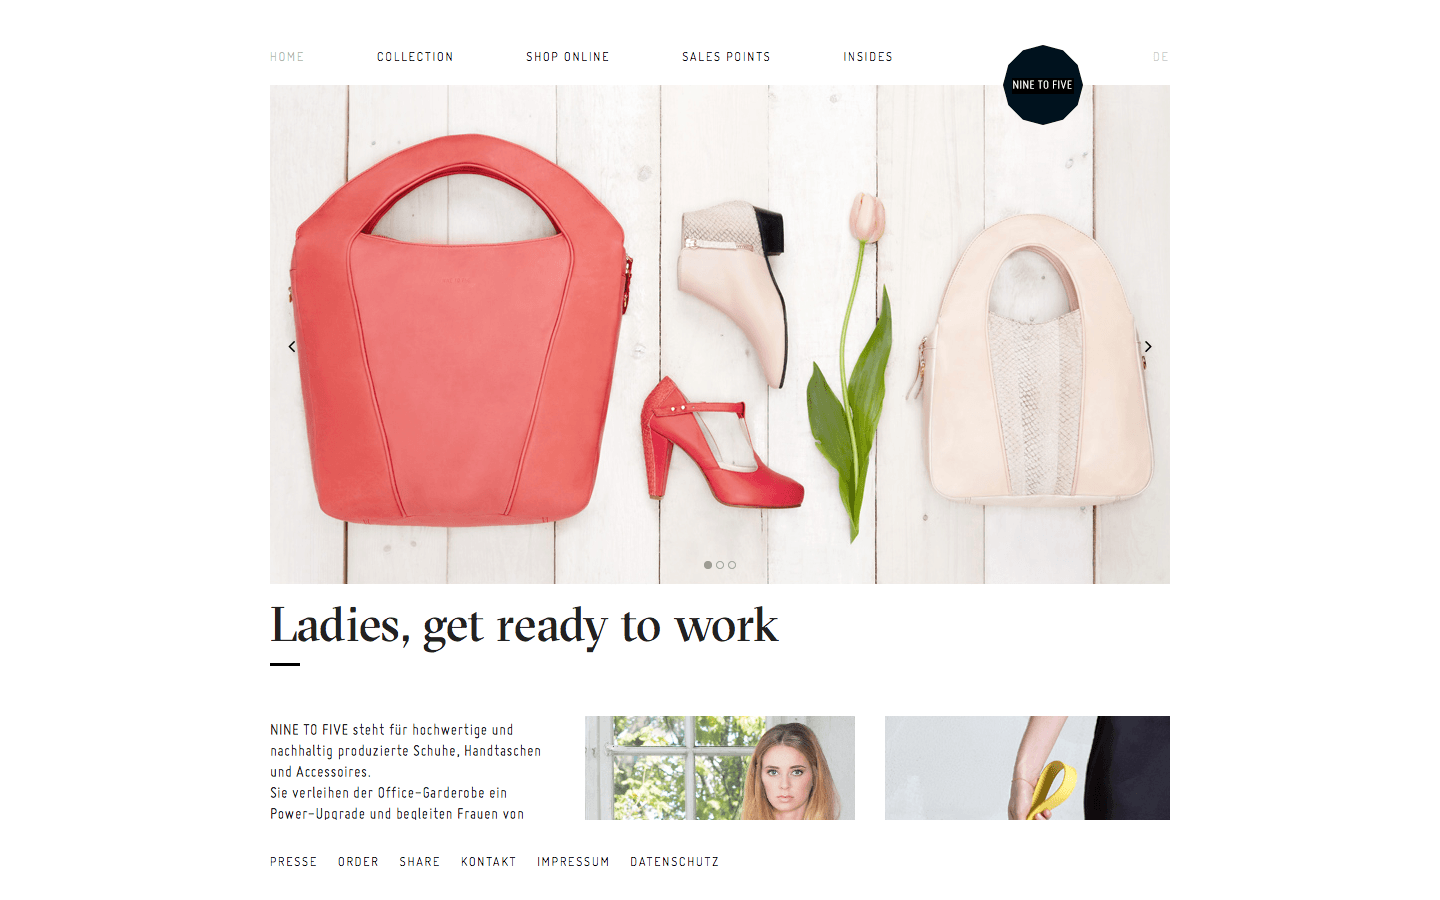 HOME COLLECTION SHOP ONLINE SALES POINTS INSIDES DE
NINE TO FIVE
Ladies, get ready to work
NINE TO FIVE steht für hochwertige und
nachhaltig produzierte Schuhe, Handtaschen
und Accessoires.
Sie verleihen der Office-Garderobe ein
Power-Upgrade und begleiten Frauen von
PRESSE ORDER SHARE KONTAKT IMPRESSUM DATENSCHUTZ